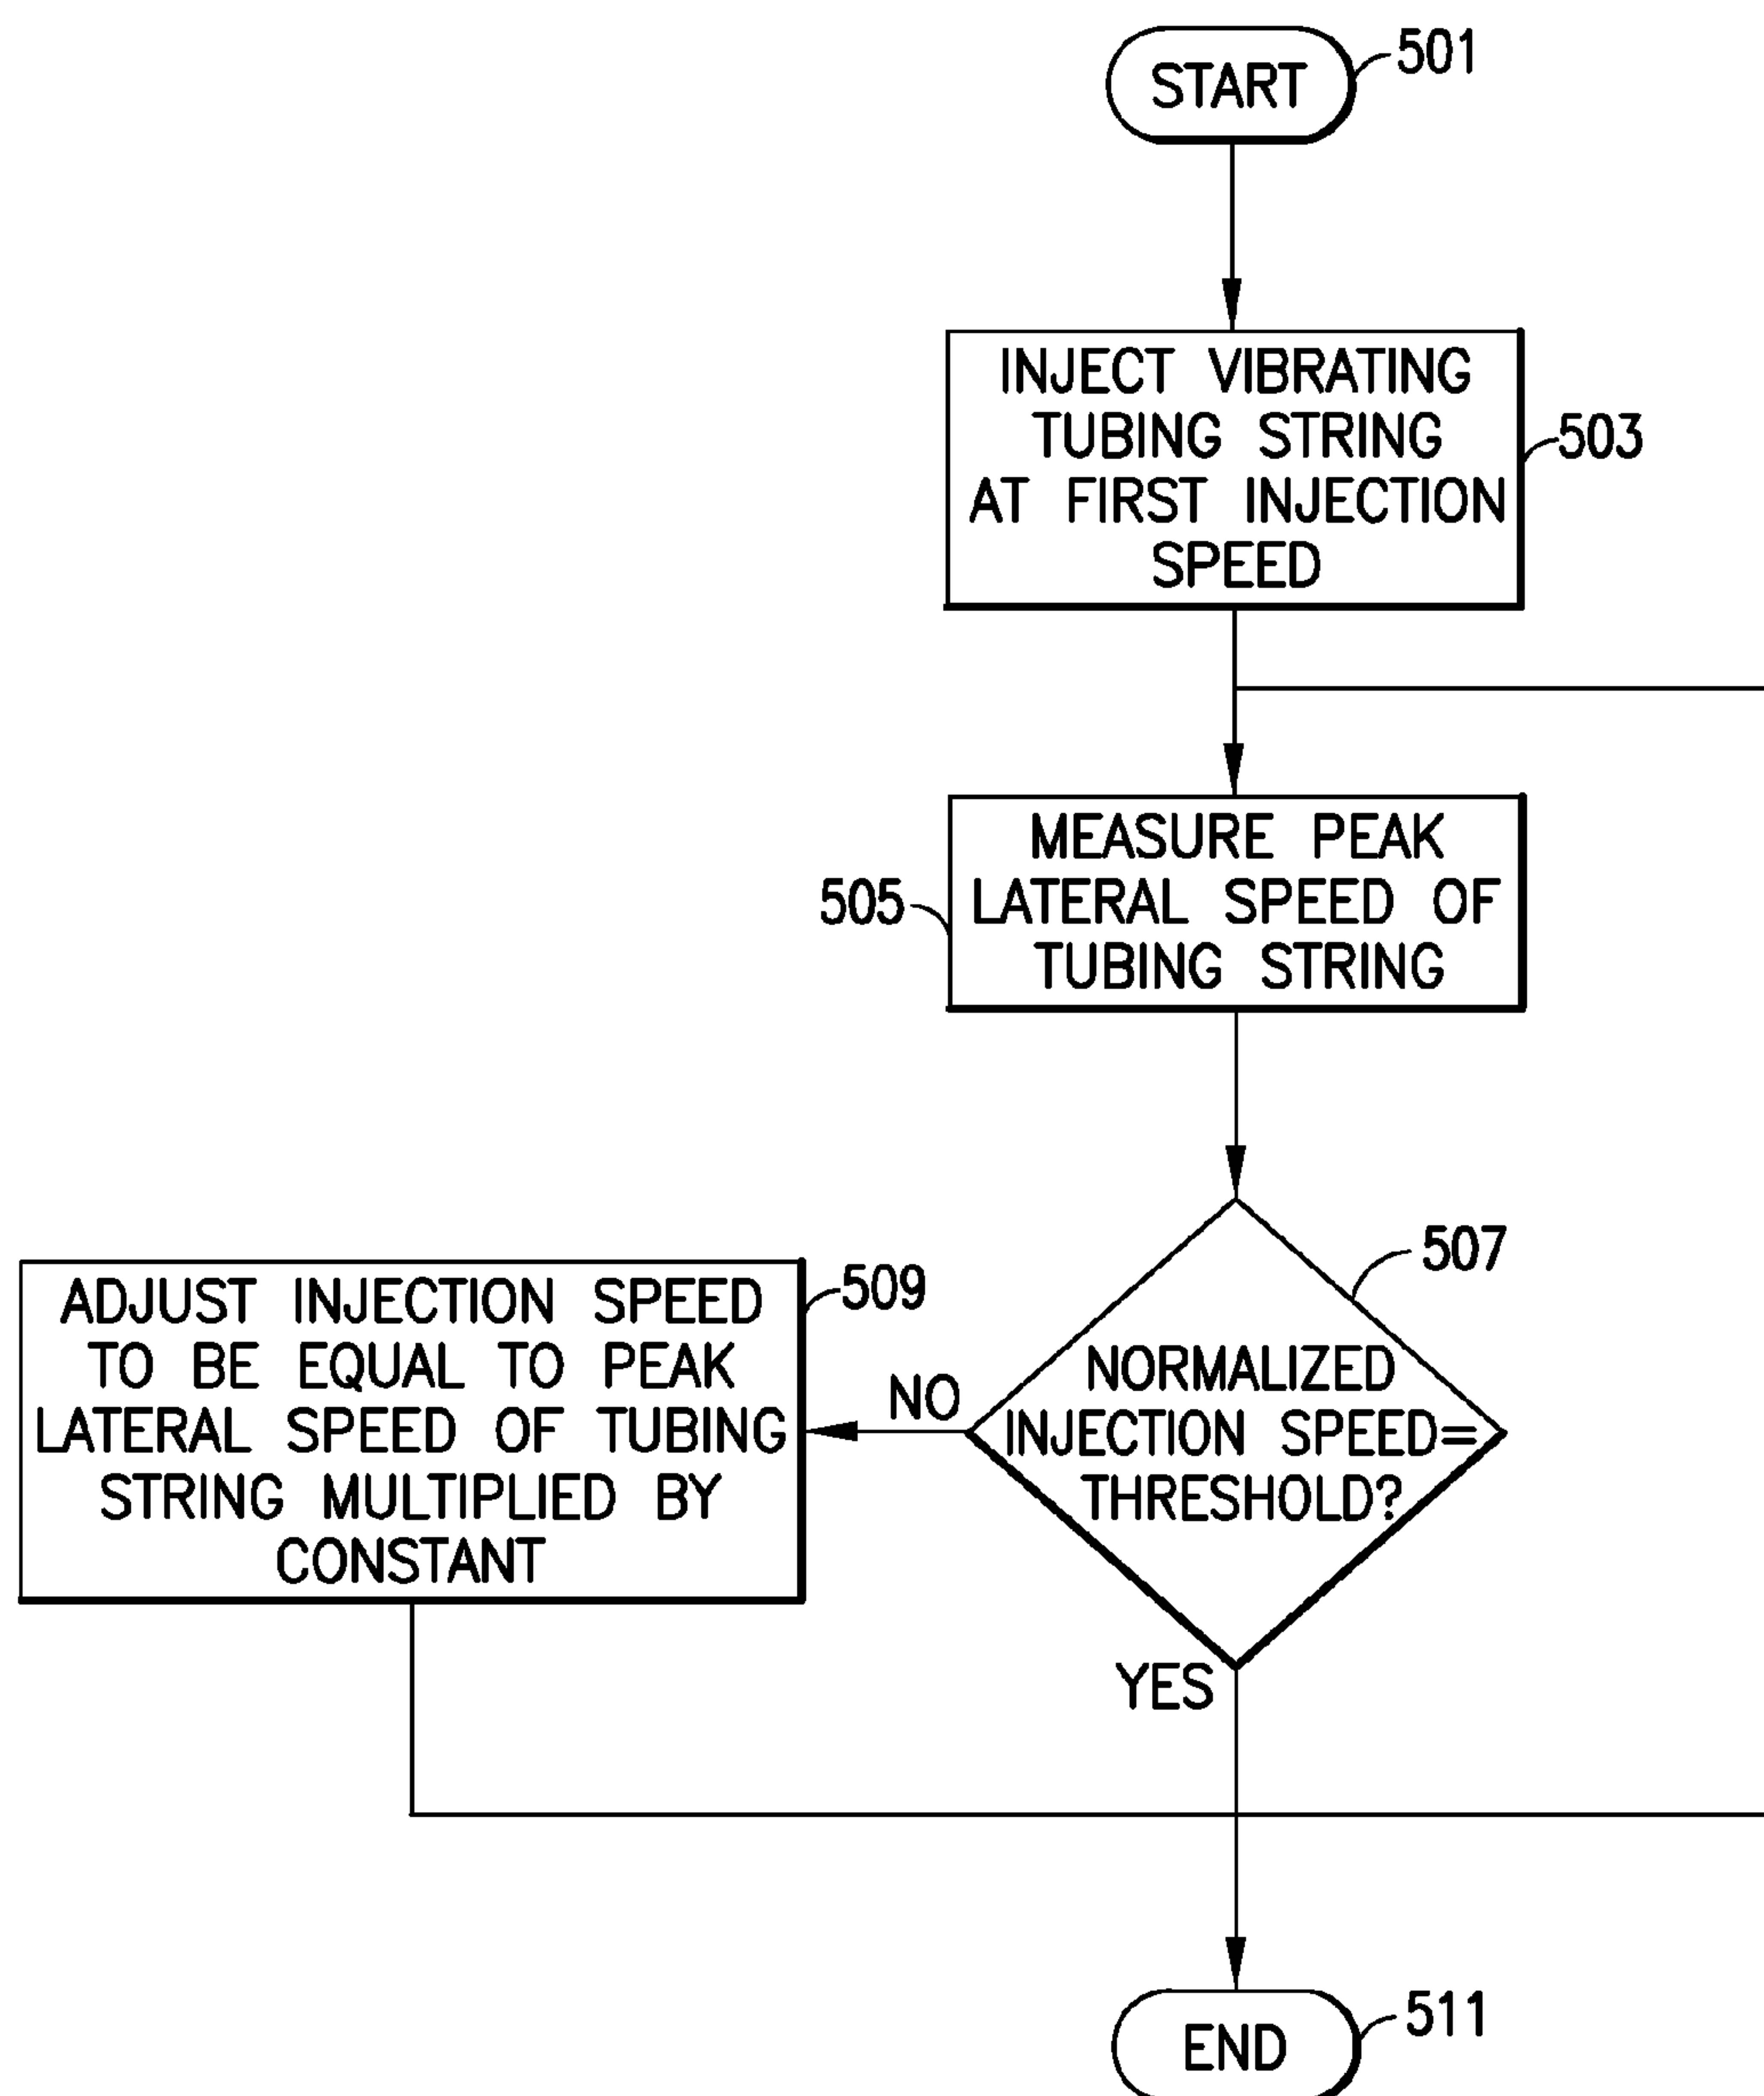 START
501
INJECT VIBRATING
TUBING STRING
AT FIRST INJECTION
SPEED
503
MEASURE PEAK
LATERAL SPEED OF
TUBING STRING
505
NORMALIZED
INJECTION SPEED=
THRESHOLD?
507
NO
ADJUST INJECTION SPEED
TO BE EQUAL TO PEAK
LATERAL SPEED OF TUBING
STRING MULTIPLIED BY
CONSTANT
509
YES
END
511